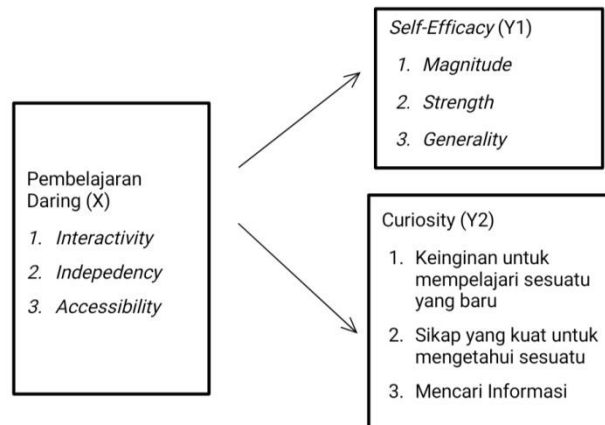 Pembelajaran
Daring (X)
1. Interactivity
2. Indepedency
3. Accessibility
Self-Efficacy (Y1)
1. Magnitude
2. Strength
3. Generality
Curiosity (Y2)
1. Keinginan untuk
mempelajari sesuatu
yang baru
2. Sikap yang kuat untuk
mengetahui sesuatu
3. Mencari Informasi